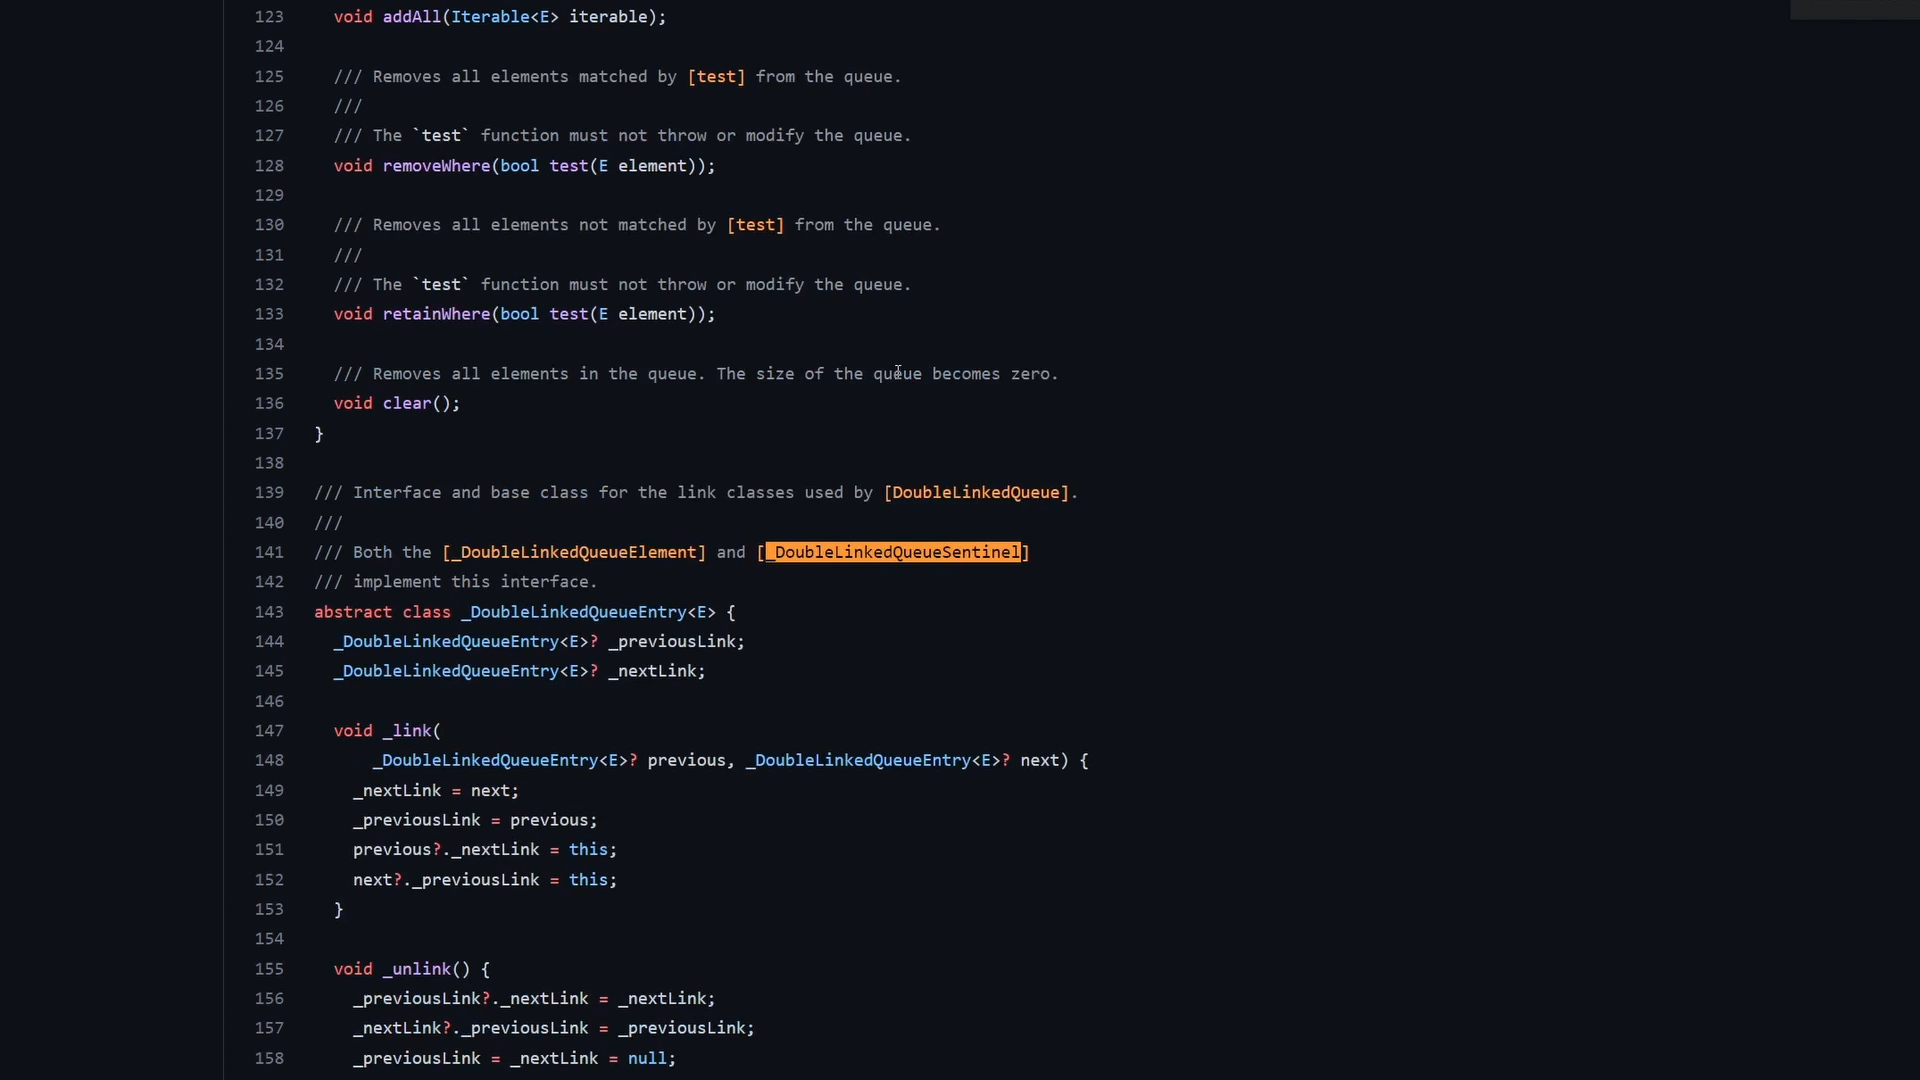 123 void addAll(Iterable<E> iterable);
124
125 /// Removes all elements matched by [test] from the queue.
126 ///
127 /// The `test` function must not throw or modify the queue.
128 void removeWhere(bool test(E element));
129
130 /// Removes all elements not matched by [test] from the queue.
131 ///
132 /// The `test` function must not throw or modify the queue.
133 void retainWhere(bool test(E element));
134
135 /// Removes all elements in the queue. The size of the queue becomes zero.
136 void clear();
137 }
138
139 /// Interface and base class for the link classes used by [DoubleLinkedQueue].
140 ///
141 /// Both the [_DoubleLinkedQueueElement] and [_DoubleLinkedQueueSentinel]
142 /// implement this interface.
143 abstract class _DoubleLinkedQueueEntry<E> {
144 _DoubleLinkedQueueEntry<E>? _previousLink;
145 _DoubleLinkedQueueEntry<E>? _nextLink;
146
147 void _link(
148 _DoubleLinkedQueueEntry<E>? previous, _DoubleLinkedQueueEntry<E>? next) {
149 _nextLink = next;
150 _previousLink = previous;
151 previous?._nextLink = this;
152 next?._previousLink = this;
153 }
154
155 void _unlink() {
156 _previousLink?._nextLink = _nextLink;
157 _nextLink?._previousLink = _previousLink;
158 _previousLink = _nextLink = null;